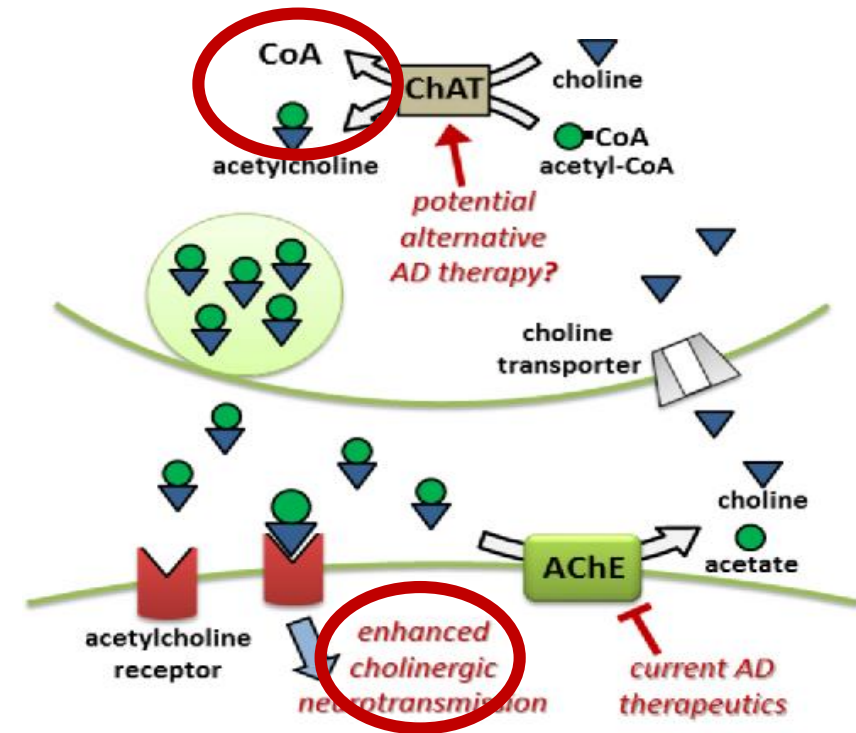 CoA
ChAT
choline
CoA
acetyl-CoA
acetylcholine
potential
alternative
AD therapy?
choline
transporter
choline
acetate
AChE
acetylcholine
receptor
enhanced
cholinergic
neurotransmission
current AD
therapeutics